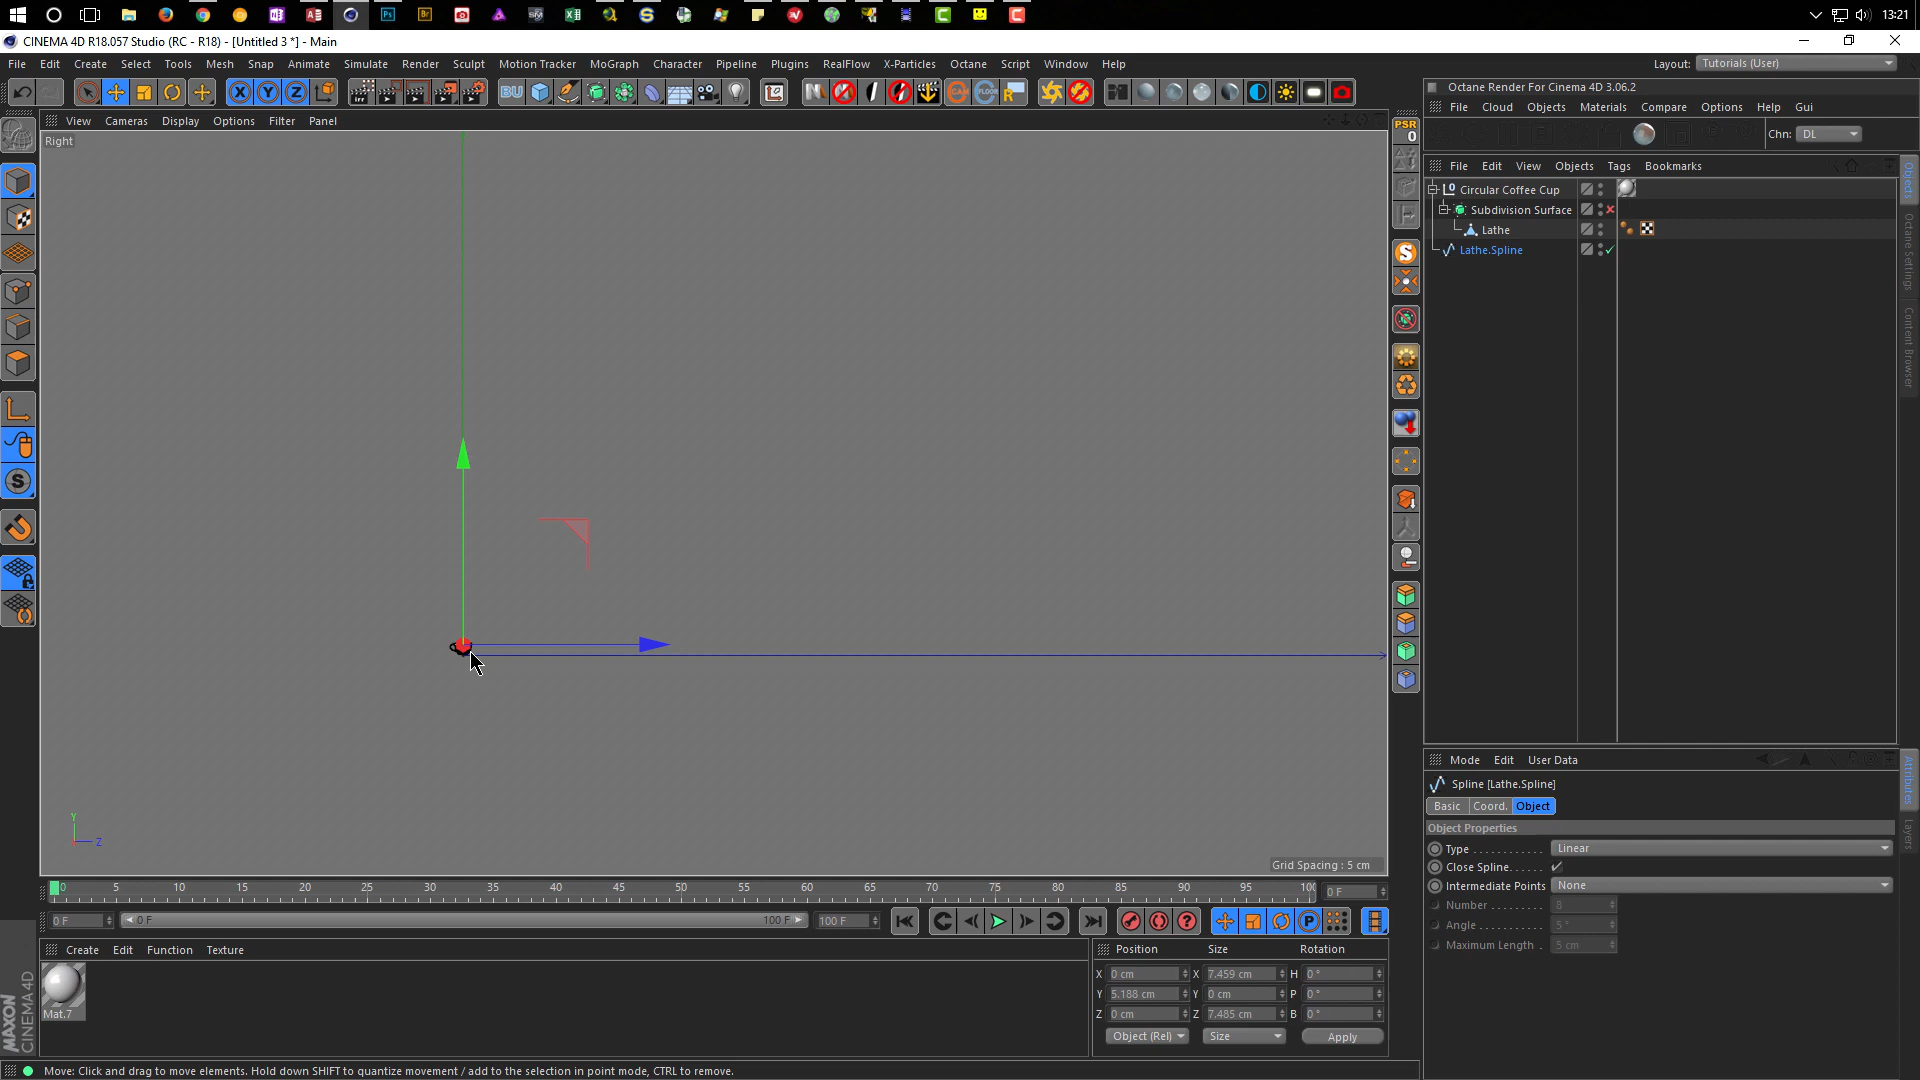 13:21
CINEMA 4D R18.057 Studio (RC - R18) - [Untitled 3 *] - Main
File Edit Create Select Tools Mesh Snap Animate Simulate Render Sculpt Motion Tracker MoGraph Character Pipeline Plugins RealFlow X-Particles Octane Script Window Help
Layout: Tutorials (User)
Octane Render For Cinema 4D 3.06.2
File Cloud Objects Materials Compare Options Help Gui
Chn: DL
View Cameras Display Options Filter Panel
Right
PSR
0
File Edit View Objects Tags Bookmarks
Circular Coffee Cup
Subdivision Surface
Lathe
Lathe.Spline
Objects
Octane Settings
Content Browser
Y
Z
Grid Spacing : 5 cm
Mode Edit User Data
Spline [Lathe.Spline]
Basic Coord. Object
Object Properties
Type Linear
Close Spline
Intermediate Points None
Number 8
Angle 5 °
Maximum Length 5 cm
Attributes
Layers
0 5 10 15 20 25 30 35 40 45 50 55 60 65 70 75 80 85 90 95 100 0 F
0 F 0 F 100 F 100 F
Create Edit Function Texture
Mat.7
Position Size Rotation
X 0 cm X 7.459 cm H 0 °
Y 5.188 cm Y 0 cm P 0 °
Z 0 cm Z 7.485 cm B 0 °
Object (Rel) Size Apply
MAXON
CINEMA 4D
Move: Click and drag to move elements. Hold down SHIFT to quantize movement / add to the selection in point mode, CTRL to remove.